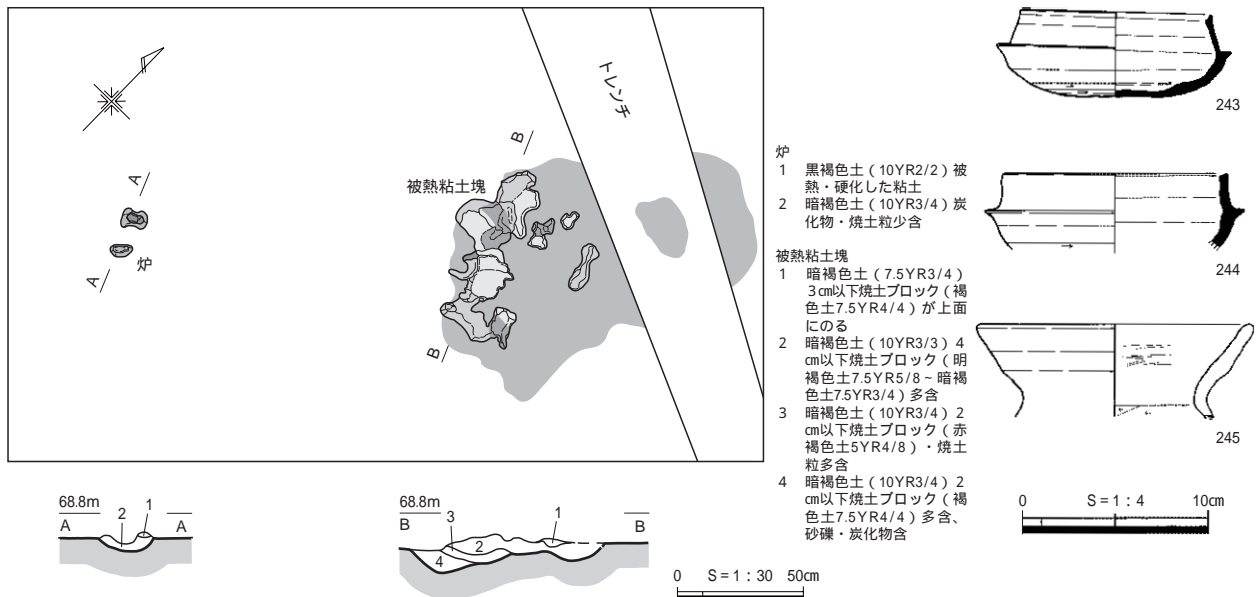 トレンチ
B
被熱粘土塊
A
炉
A
B
243
244
245
炉
1 黒褐色土（10YR2/2）被
熱・硬化した粘土
2 暗褐色土（10YR3/4）炭
化物・焼土粒少含
被熱粘土塊
1 暗褐色土（7.5YR3/4）
3㎝以下焼土ブロック（褐
色土7.5YR4/4）が上面
にのる
2 暗褐色土（10YR3/3）4
㎝以下焼土ブロック（明
褐色土7.5YR5/8～暗褐
色土7.5YR3/4）多含
3 暗褐色土（10YR3/4）2
㎝以下焼土ブロック（赤
褐色土5YR4/8）・焼土
粒多含
4 暗褐色土（10YR3/4）2
㎝以下焼土ブロック（褐
色土7.5YR4/4）多含、
砂礫・炭化物含
0 S=1:4 10cm
68.8m
A 2 1 A
68.8m
B 3 2 1 B
4
0 S=1:30 50cm